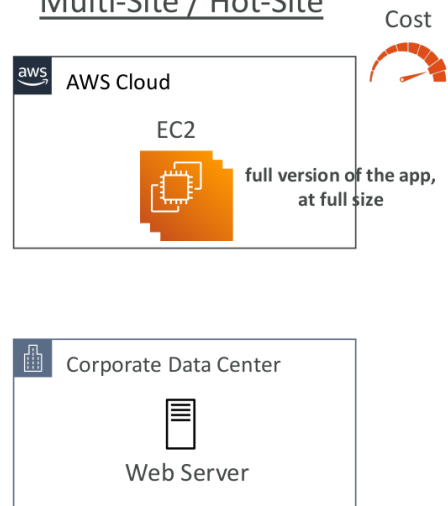 Multi-Site / Hot-Site
Cost
aws
AWS Cloud
EC2
full version of the app,
at full size
Corporate Data Center
Web Server